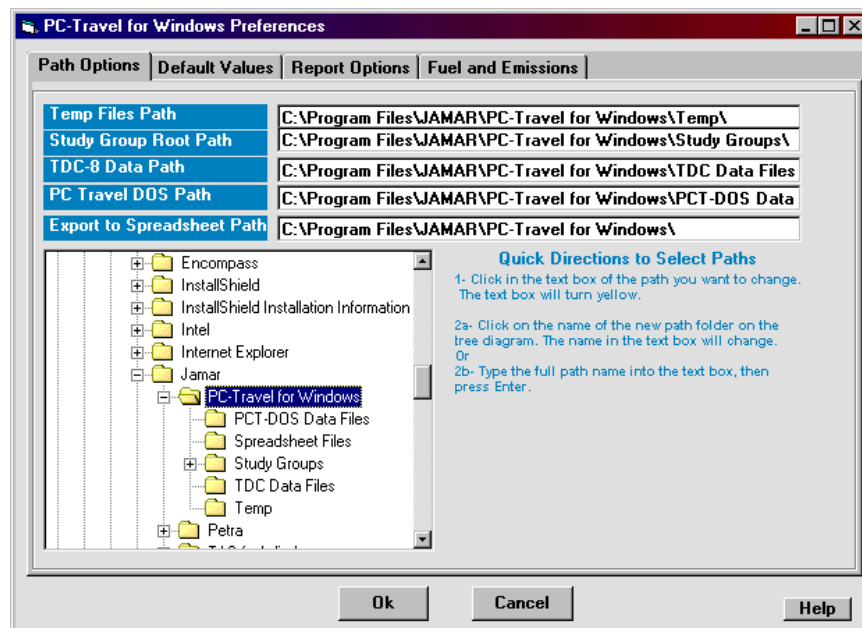 PC-Travel for Windows Preferences
Path Options
Default Values
Report Options
Fuel and Emissions
Temp Files Path
C:\Program Files\JAMAR\PC-Travel for Windows\Temp\
Study Group Root Path
C:\Program Files\JAMAR\PC-Travel for Windows\Study Groups\
TDC-8 Data Path
C:\Program Files\JAMAR\PC-Travel for Windows\TDC Data Files
PC Travel DOS Path
C:\Program Files\JAMAR\PC-Travel for Windows\PCT-DOS Data
Export to Spreadsheet Path
C:\Program Files\JAMAR\PC-Travel for Windows\
Encompass
InstallShield
InstallShield Installation Information
Intel
Internet Explorer
Jamar
PC-Travel for Windows
PCT-DOS Data Files
Spreadsheet Files
Study Groups
TDC Data Files
Temp
Petra
Quick Directions to Select Paths
1- Click in the text box of the path you want to change.
The text box will turn yellow.
2a- Click on the name of the new path folder on the
tree diagram. The name in the text box will change.
Or
2b- Type the full path name into the text box, then
press Enter.
Ok
Cancel
Help